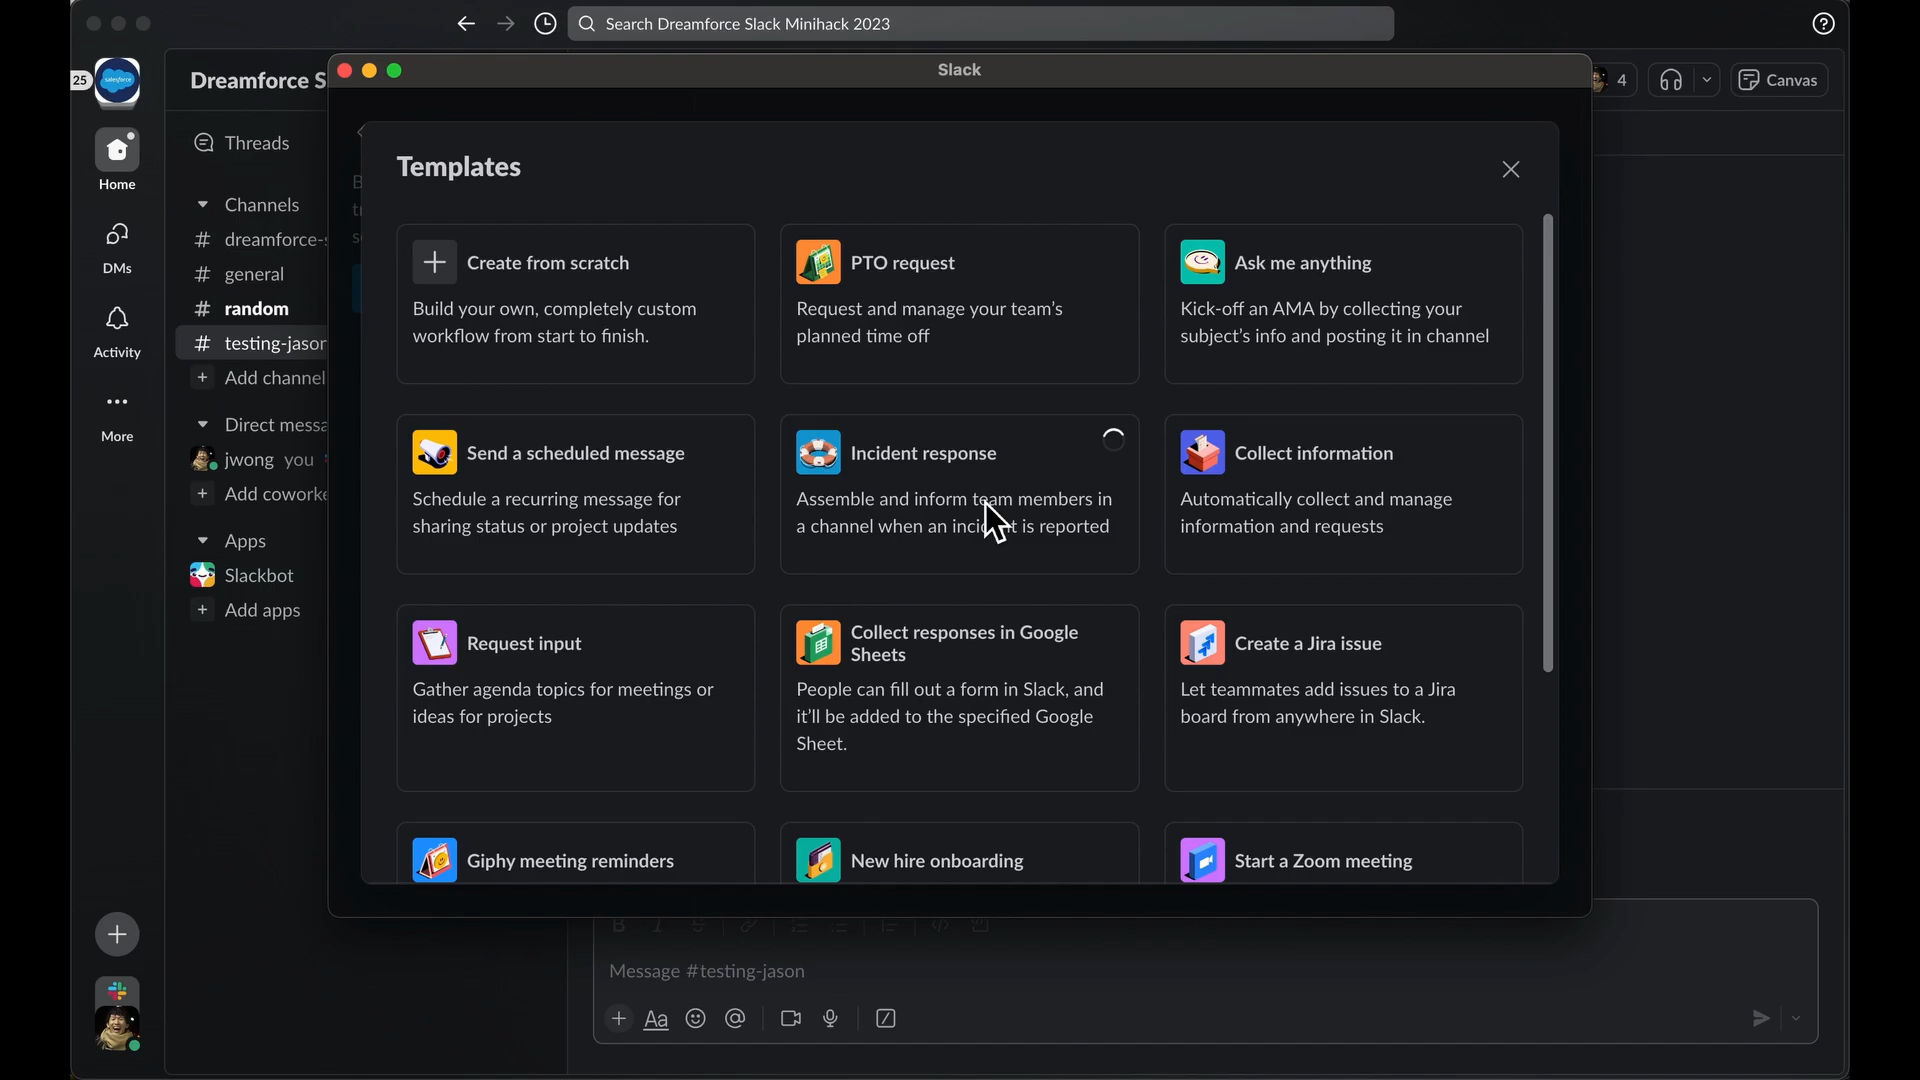 Search Dreamforce Slack Minihack 2023
25
salesforce
Dreamforce S
Slack
4
Canvas
Threads
Home
Channels
# dreamforce-s
# general
# random
# testing-jason
+ Add channel
DMs
Activity
More
Direct messa
jwong you
+ Add cowork
Apps
Slackbot
+ Add apps
Templates
Create from scratch
Build your own, completely custom
workflow from start to finish.
PTO request
Request and manage your team's
planned time off
Ask me anything
Kick-off an AMA by collecting your
subject's info and posting it in channel
Send a scheduled message
Schedule a recurring message for
sharing status or project updates
Incident response
Assemble and inform team members in
a channel when an incident is reported
Collect information
Automatically collect and manage
information and requests
Request input
Gather agenda topics for meetings or
ideas for projects
Collect responses in Google
Sheets
People can fill out a form in Slack, and
it'll be added to the specified Google
Sheet.
Create a Jira issue
Let teammates add issues to a Jira
board from anywhere in Slack.
Giphy meeting reminders
New hire onboarding
Start a Zoom meeting
Message #testing-jason
Aa